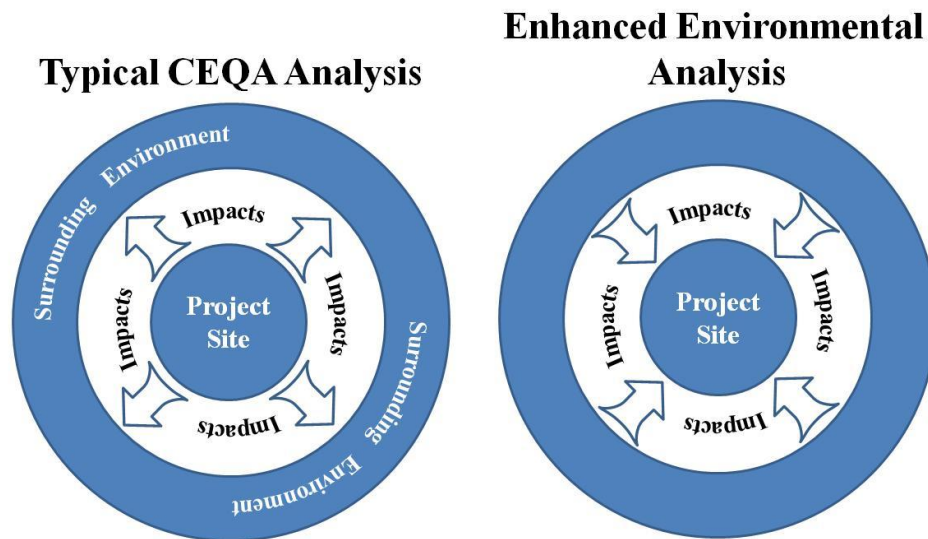 Typical CEQA Analysis
Surrounding Environment
Impacts
Impacts
Project
Site
Impacts
Impacts
Surrounding Environment
Enhanced Environmental
Analysis
Impacts
Impacts
Project
Site
Impacts
Impacts